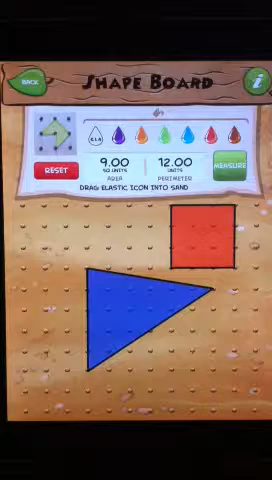 BACK
SHAPE BOARD
i
CLR
RESET
9.00
SQ UNITS
AREA
12.00
UNITS
PERIMETER
MEASURE
DRAG ELASTIC ICON INTO SAND